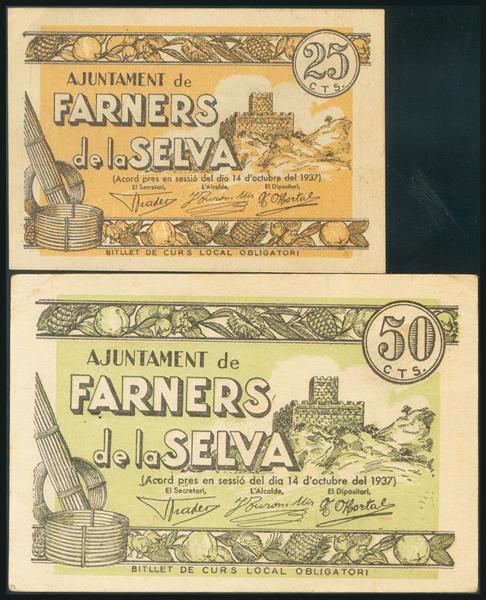 25
CTS.
AJUNTAMENT de
FARNERS
de la SELVA
(Acord pres en sessió del dia 14 d'octubre del 1937)
El Secretari, L'Alcalde, El Dipositari,
BITLLET DE CURS LOCAL OBLIGATORI
50
CTS.
AJUNTAMENT de
FARNERS
de la SELVA
(Acord pres en sessió del dia 14 d'octubre del 1937)
El Secretari, L'Alcalde, El Dipositari,
BITLLET DE CURS LOCAL OBLIGATORI